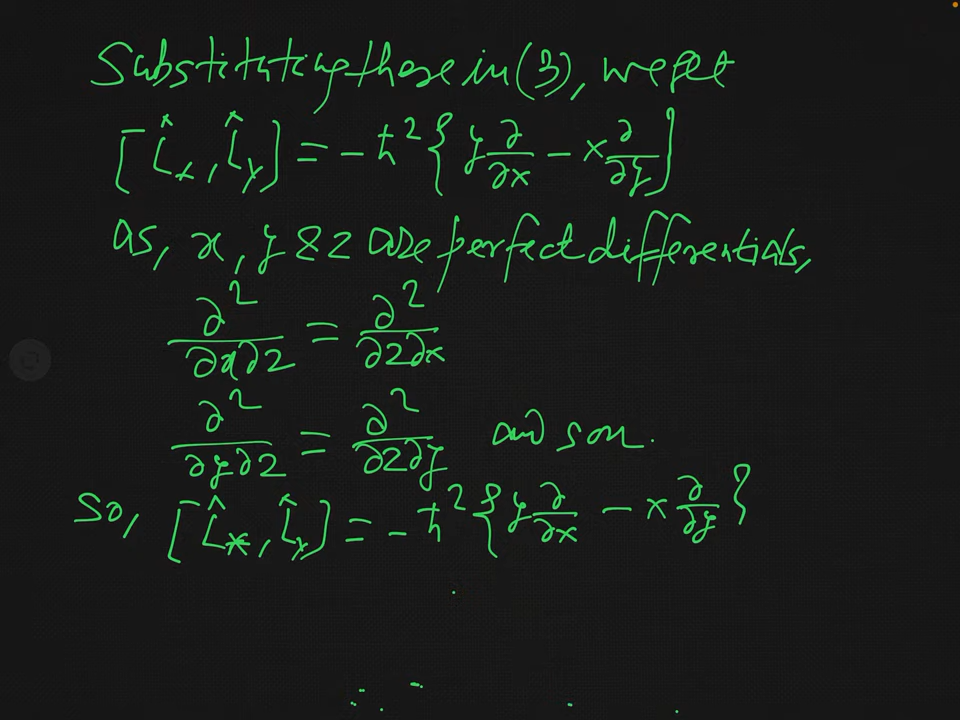 Substituting these in (3), we get
[L̂x, L̂y] = -ħ² { y ∂/∂x - x ∂/∂y }
as, x, y & z are perfect differentials,
∂²/∂x∂z = ∂²/∂z∂x
∂²/∂y∂z = ∂²/∂z∂y and so on.
So, [L̂x, L̂y] = -ħ² { y ∂/∂x - x ∂/∂y }